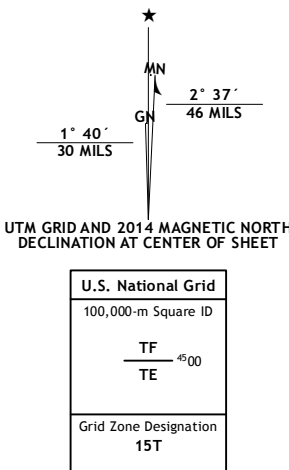 ★
MN
GN
2° 37´
46 MILS
1° 40´
30 MILS
UTM GRID AND 2014 MAGNETIC NORTH
DECLINATION AT CENTER OF SHEET
U.S. National Grid
100,000-m Square ID
TF
4500
TE
Grid Zone Designation
15T